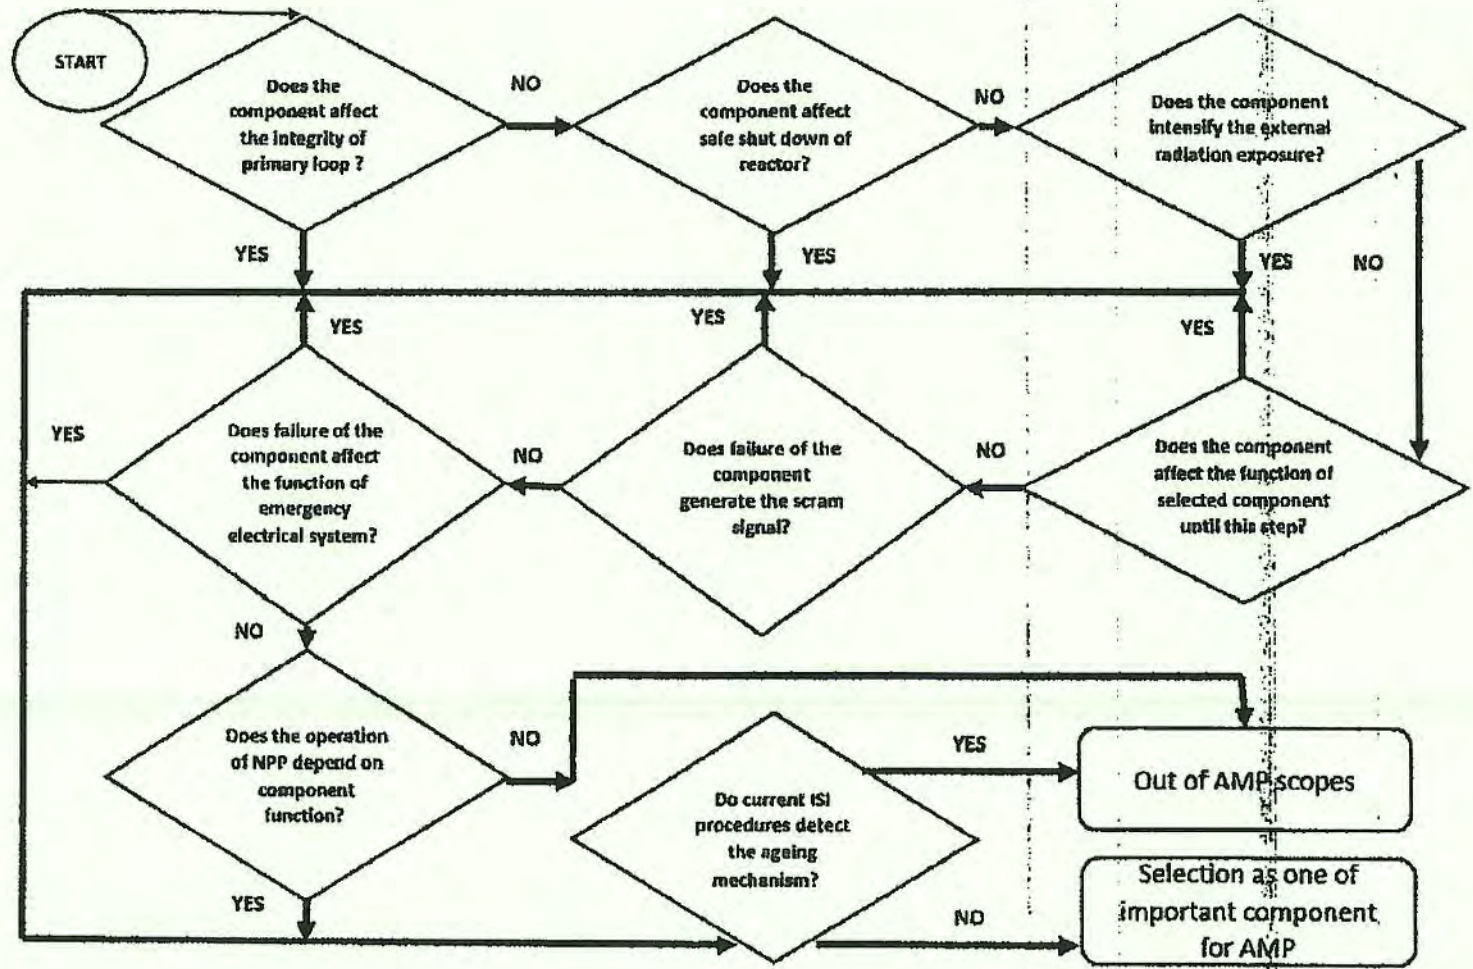 START
Does the
component affect
the integrity of
primary loop ?
NO
Does the
component affect
safe shut down of
reactor?
NO
Does the component
intensify the external
radiation exposure?
YES
YES
YES
NO
YES
YES
YES
YES
Does failure of the
component affect
the function of
emergency
electrical system?
NO
Does failure of the
component
generate the scram
signal?
NO
Does the component
affect the function of
selected component
until this step?
NO
Does the operation
of NPP depend on
component
function?
NO
Do current ISI
procedures detect
the ageing
mechanism?
YES
Out of AMP scopes
YES
NO
Selection as one of
important component
for AMP